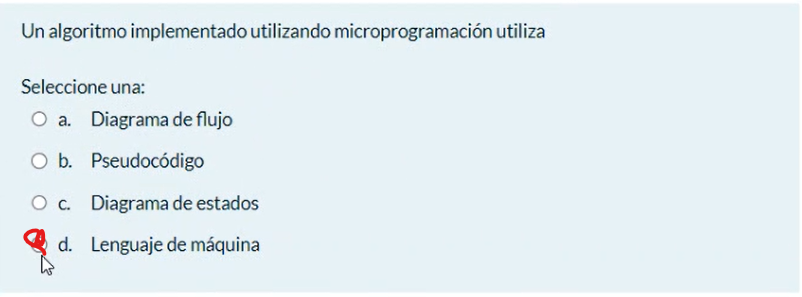 Un algoritmo implementado utilizando microprogramación utiliza
Seleccione una:
a. Diagrama de flujo
b. Pseudocódigo
c. Diagrama de estados
d. Lenguaje de máquina